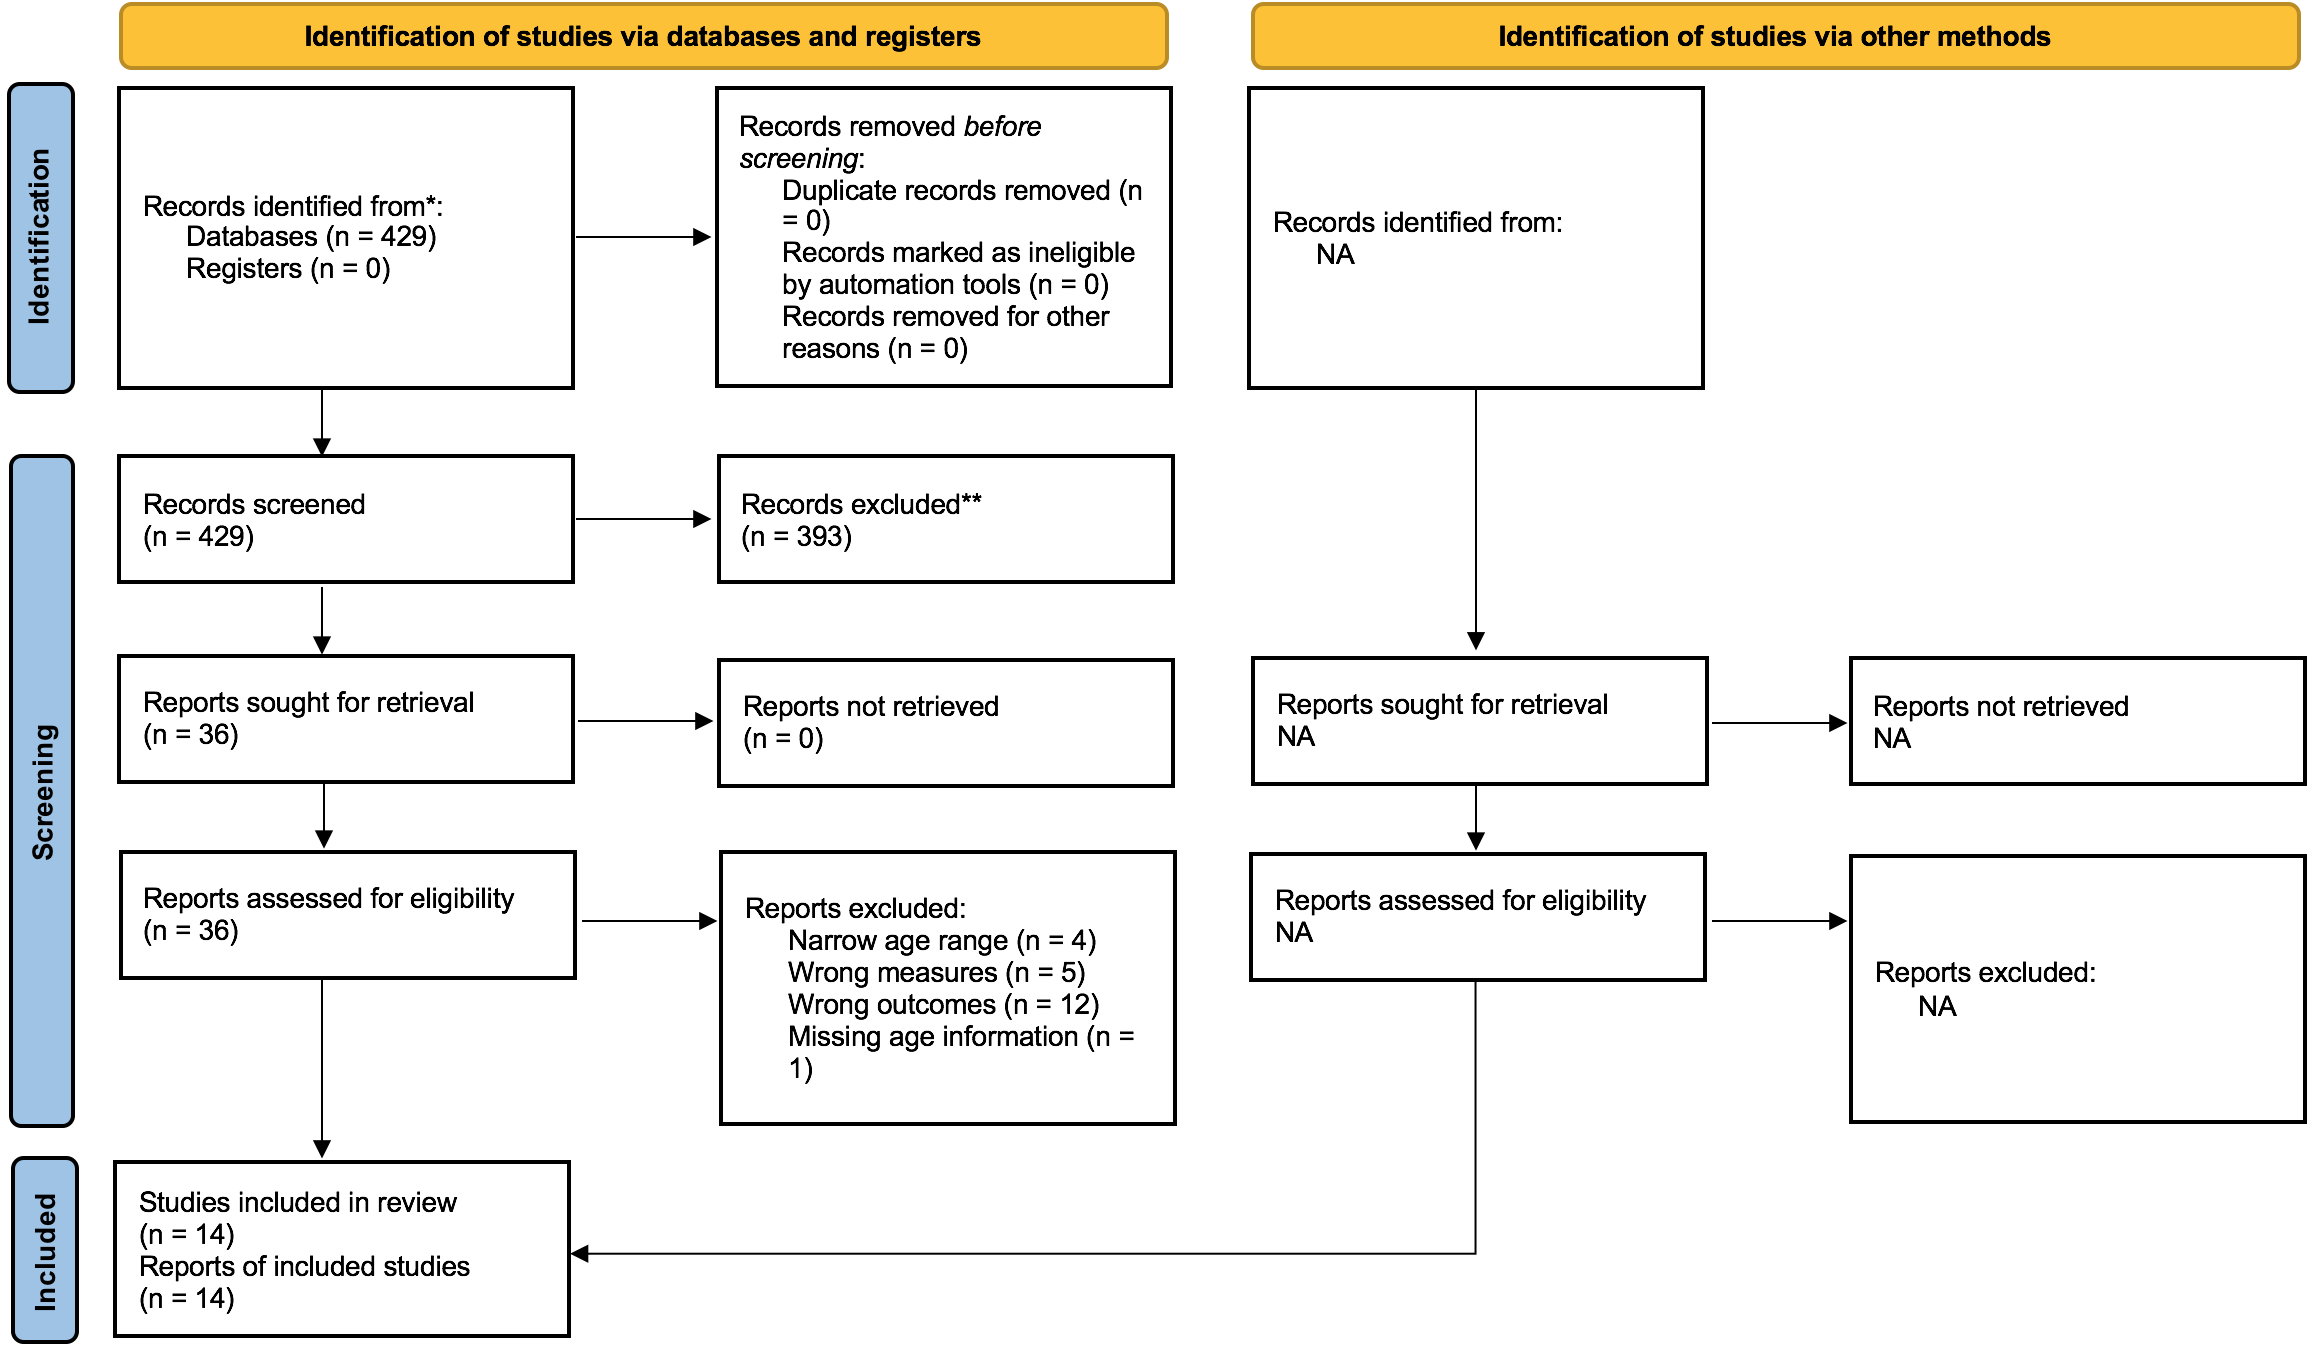 Identification of studies via databases and registers
Identification of studies via other methods
Identification
Records identified from*:
Databases (n = 429)
Registers (n = 0)
Records removed before
screening:
Duplicate records removed (n
= 0)
Records marked as ineligible
by automation tools (n = 0)
Records removed for other
reasons (n = 0)
Records identified from:
NA
Screening
Records screened
(n = 429)
Records excluded**
(n = 393)
Reports sought for retrieval
(n = 36)
Reports not retrieved
(n = 0)
Reports sought for retrieval
NA
Reports not retrieved
NA
Reports assessed for eligibility
(n = 36)
Reports excluded:
Narrow age range (n = 4)
Wrong measures (n = 5)
Wrong outcomes (n = 12)
Missing age information (n =
1)
Reports assessed for eligibility
NA
Reports excluded:
NA
Included
Studies included in review
(n = 14)
Reports of included studies
(n = 14)